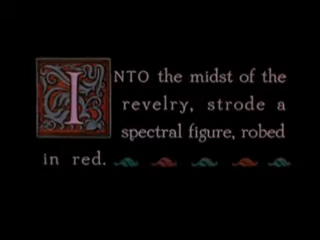 INTO the midst of the
revelry, strode a
spectral figure, robed
in red.